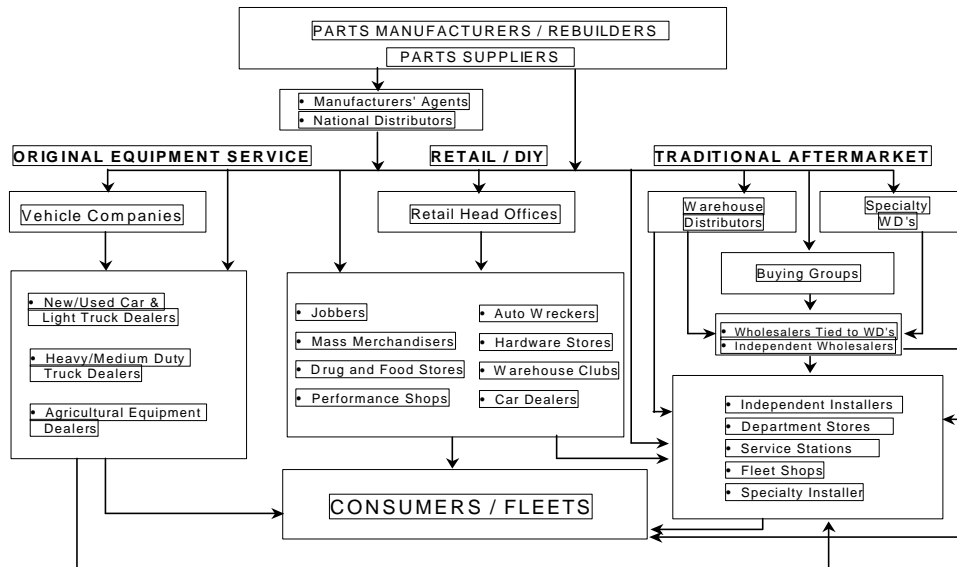 PARTS MANUFACTURERS / REBUILDERS
PARTS SUPPLIERS
• Manufacturers' Agents
• National Distributors
ORIGINAL EQUIPMENT SERVICE
RETAIL / DIY
TRADITIONAL AFTERMARKET
Vehicle Companies
Retail Head Offices
Warehouse
Distributors
Specialty
WD's
Buying Groups
• New/Used Car &
Light Truck Dealers
• Heavy/Medium Duty
Truck Dealers
• Agricultural Equipment
Dealers
• Jobbers
• Mass Merchandisers
• Drug and Food Stores
• Performance Shops
• Auto Wreckers
• Hardware Stores
• Warehouse Clubs
• Car Dealers
• Wholesalers Tied to WD's
• Independent Wholesalers
• Independent Installers
• Department Stores
• Service Stations
• Fleet Shops
• Specialty Installer
CONSUMERS / FLEETS